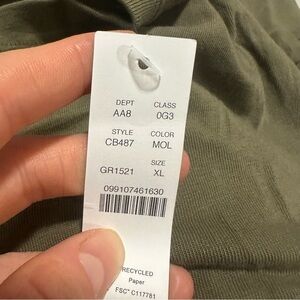 DEPT CLASS
AA8 0G3
STYLE COLOR
CB487 MOL
SIZE
GR1521 XL
099107461630
RECYCLED
Paper
FSC® C117781